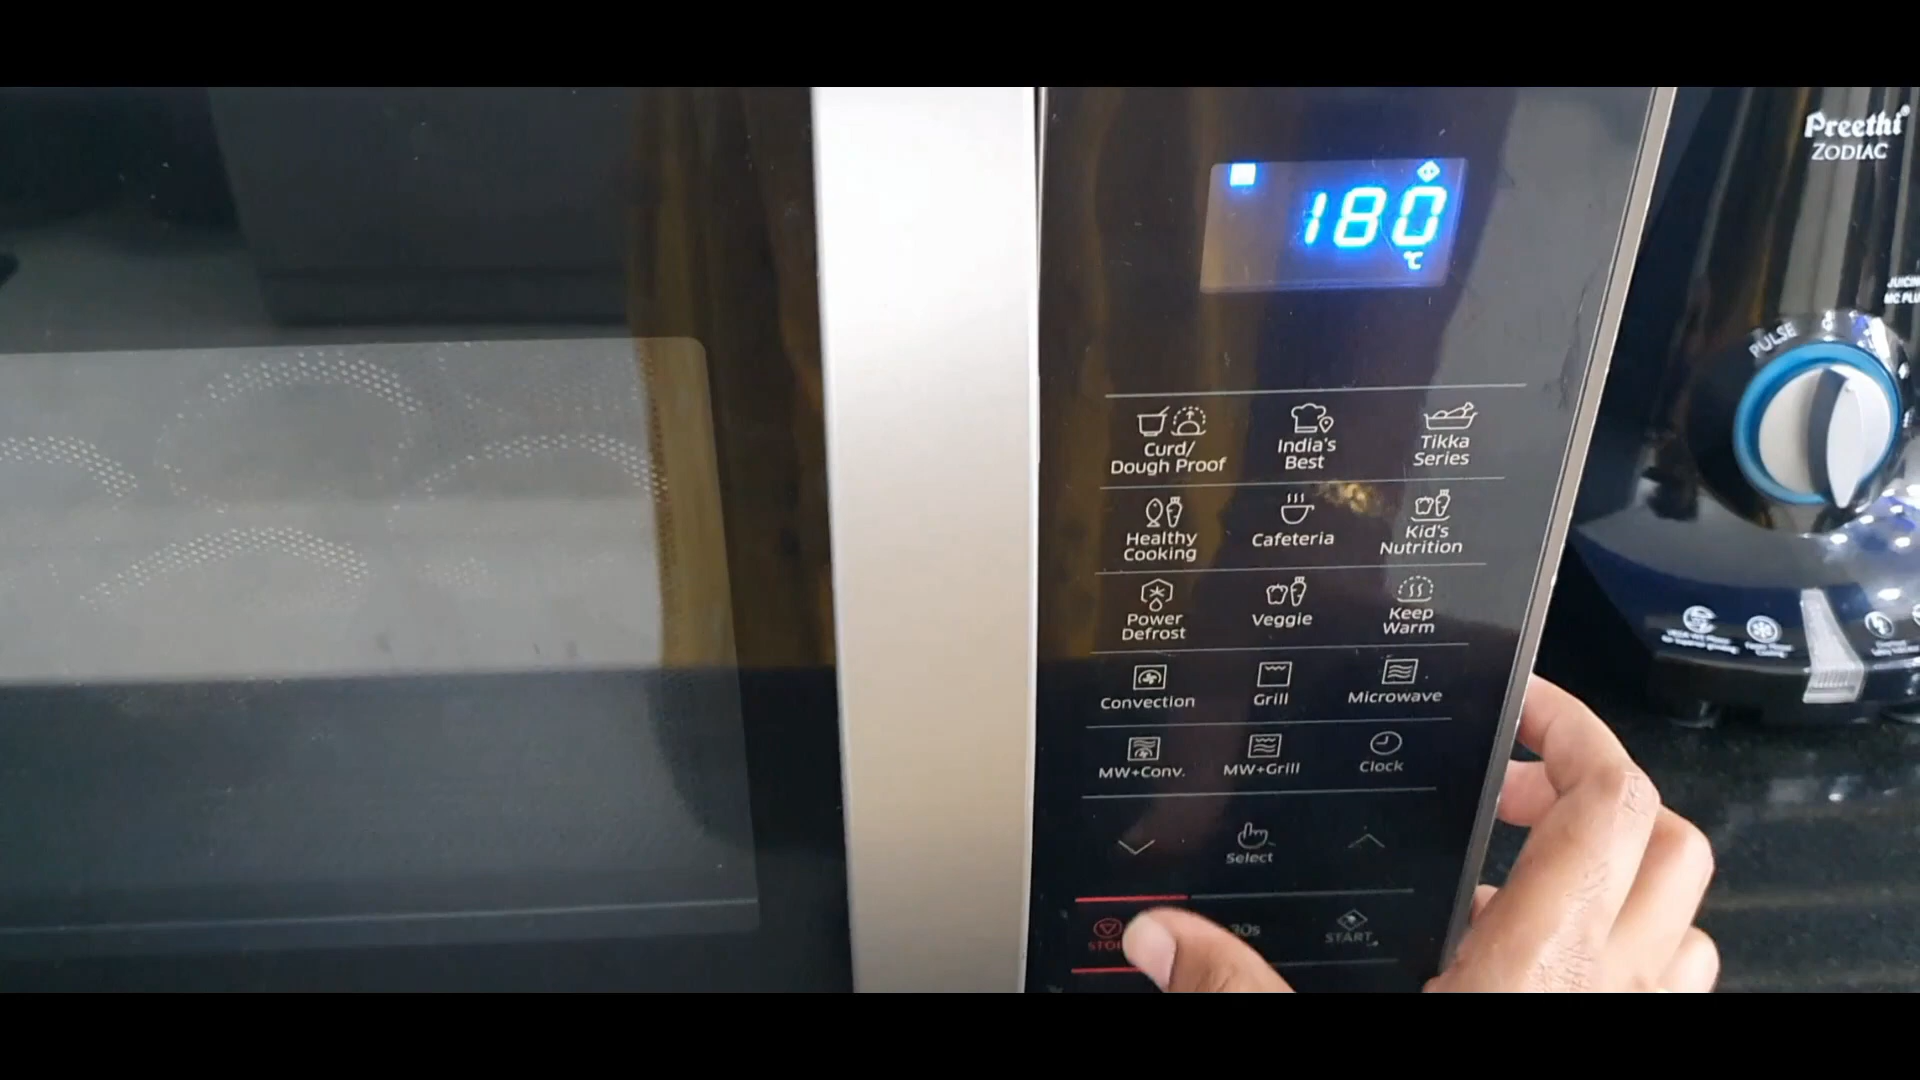 180
°C
Curd/
Dough Proof
India's
Best
Tikka
Series
Healthy
Cooking
Cafeteria
Kid's
Nutrition
Power
Defrost
Veggie
Keep
Warm
Convection
Grill
Microwave
MW+Conv.
MW+Grill
Clock
Select
30s
START
Preethi®
ZODIAC
PULSE